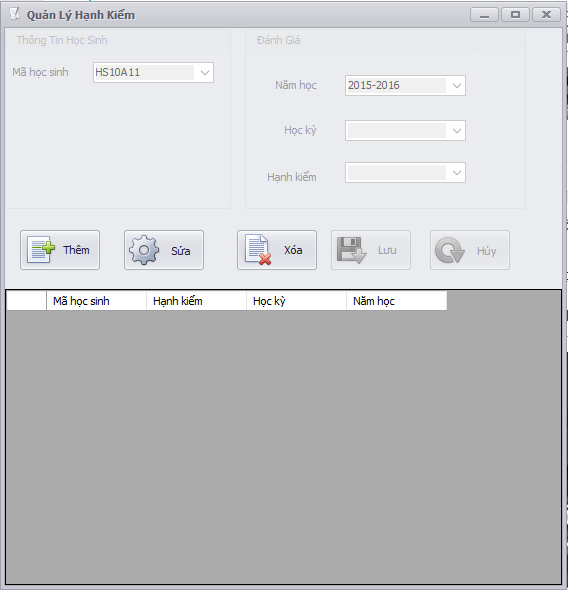 Quản Lý Hạnh Kiểm
Thông Tin Học Sinh
Mã học sinh HS10A11
Đánh Giá
Năm học 2015-2016
Học kỳ
Hạnh kiểm
Thêm Sửa Xóa Lưu Hủy
Mã học sinh Hạnh kiểm Học kỳ Năm học